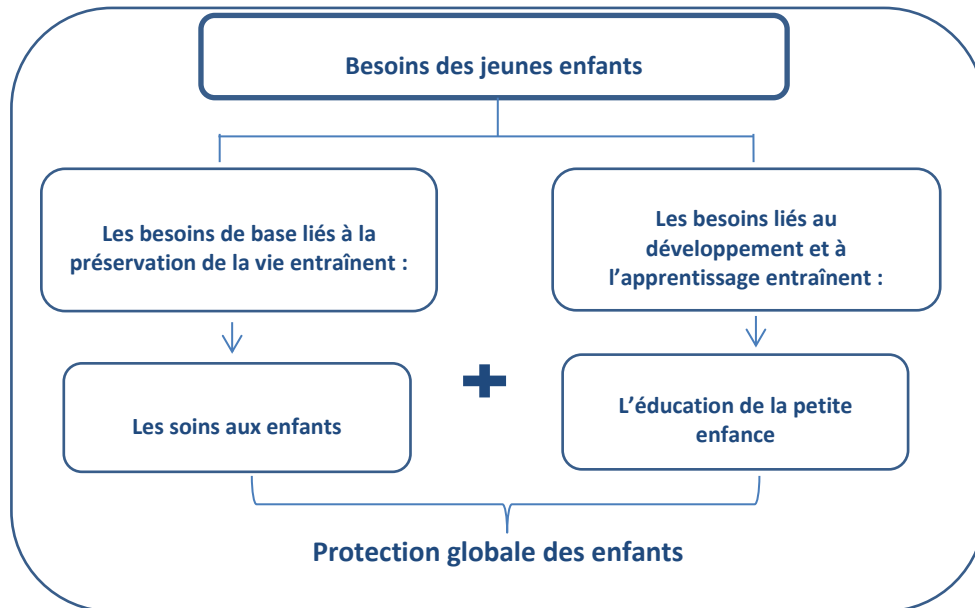 Besoins des jeunes enfants
Les besoins de base liés à la
préservation de la vie entraînent :
Les besoins liés au
développement et à
l’apprentissage entraînent :
Les soins aux enfants
L’éducation de la petite
enfance
Protection globale des enfants